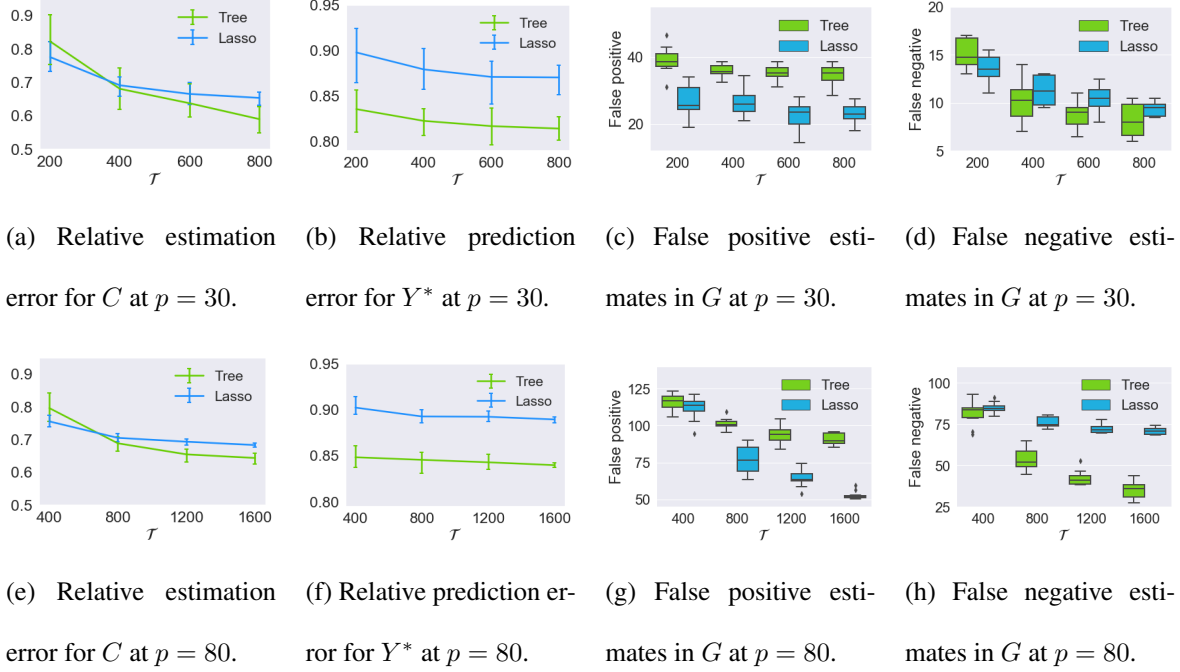 0.9
0.8
0.7
0.6
0.5
Tree
Lasso
200 400 600 800
𝒯
0.95
0.90
0.85
0.80
Tree
Lasso
200 400 600 800
𝒯
False positive
40
20
Tree
Lasso
200 400 600 800
𝒯
False negative
20
15
10
5
Tree
Lasso
200 400 600 800
𝒯
(a) Relative estimation
error for C at p = 30.
(b) Relative prediction
error for Y* at p = 30.
(c) False positive esti-
mates in G at p = 30.
(d) False negative esti-
mates in G at p = 30.
0.9
0.8
0.7
0.6
0.5
Tree
Lasso
400 800 1200 1600
𝒯
0.95
0.90
0.85
0.80
Tree
Lasso
400 800 1200 1600
𝒯
False positive
125
100
75
50
Tree
Lasso
400 800 1200 1600
𝒯
False negative
100
75
50
25
Tree
Lasso
400 800 1200 1600
𝒯
(e) Relative estimation
error for C at p = 80.
(f) Relative prediction er-
ror for Y* at p = 80.
(g) False positive esti-
mates in G at p = 80.
(h) False negative esti-
mates in G at p = 80.